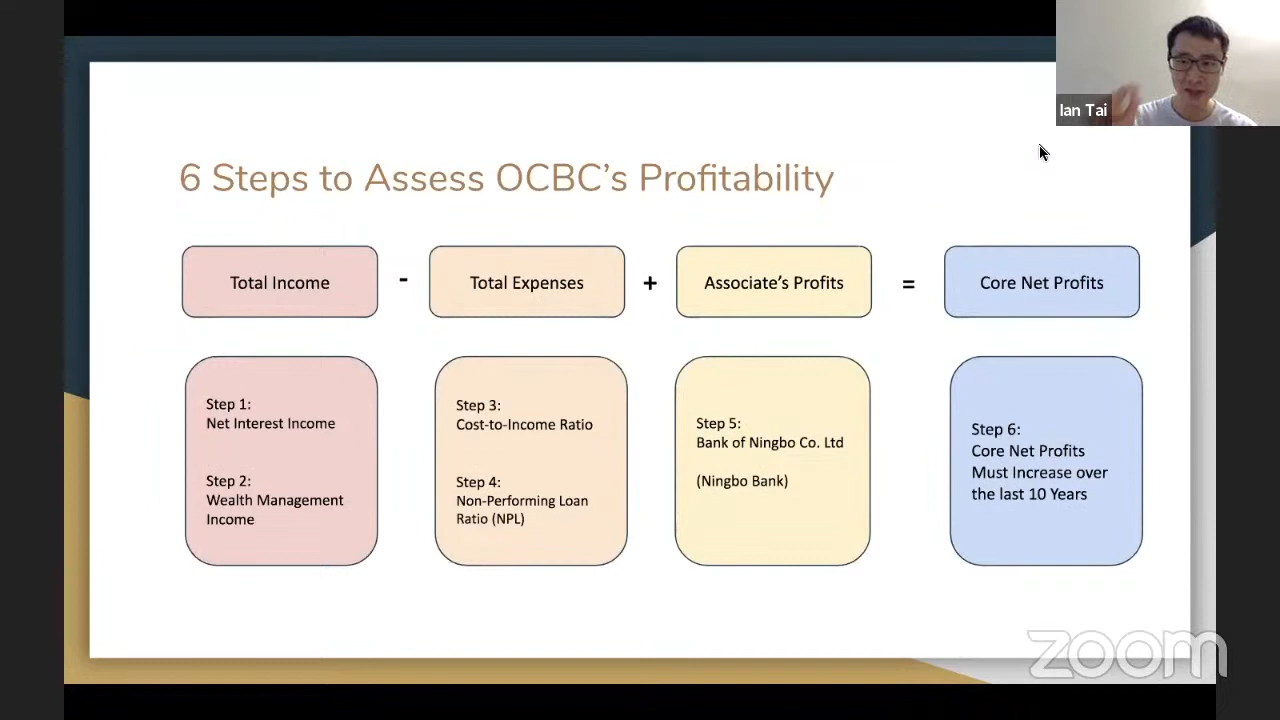 Ian Tai
6 Steps to Assess OCBC's Profitability
Total Income
-
Total Expenses
+
Associate's Profits
=
Core Net Profits
Step 1:
Net Interest Income
Step 2:
Wealth Management
Income
Step 3:
Cost-to-Income Ratio
Step 4:
Non-Performing Loan
Ratio (NPL)
Step 5:
Bank of Ningbo Co. Ltd
(Ningbo Bank)
Step 6:
Core Net Profits
Must Increase over
the last 10 Years
zoom